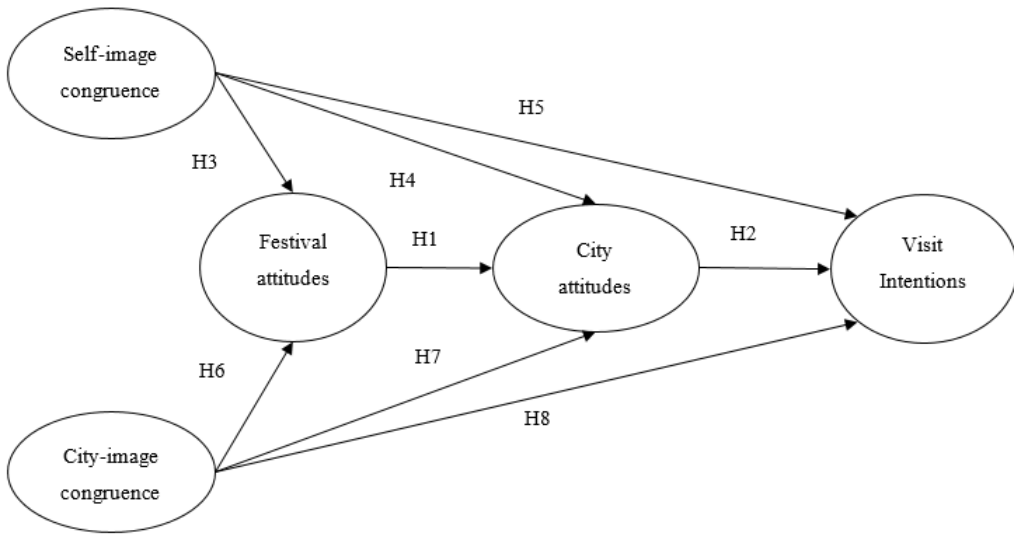 Self-image
congruence
H5
H3
H4
Festival
attitudes
H1
City
attitudes
H2
Visit
Intentions
H6
H7
H8
City-image
congruence